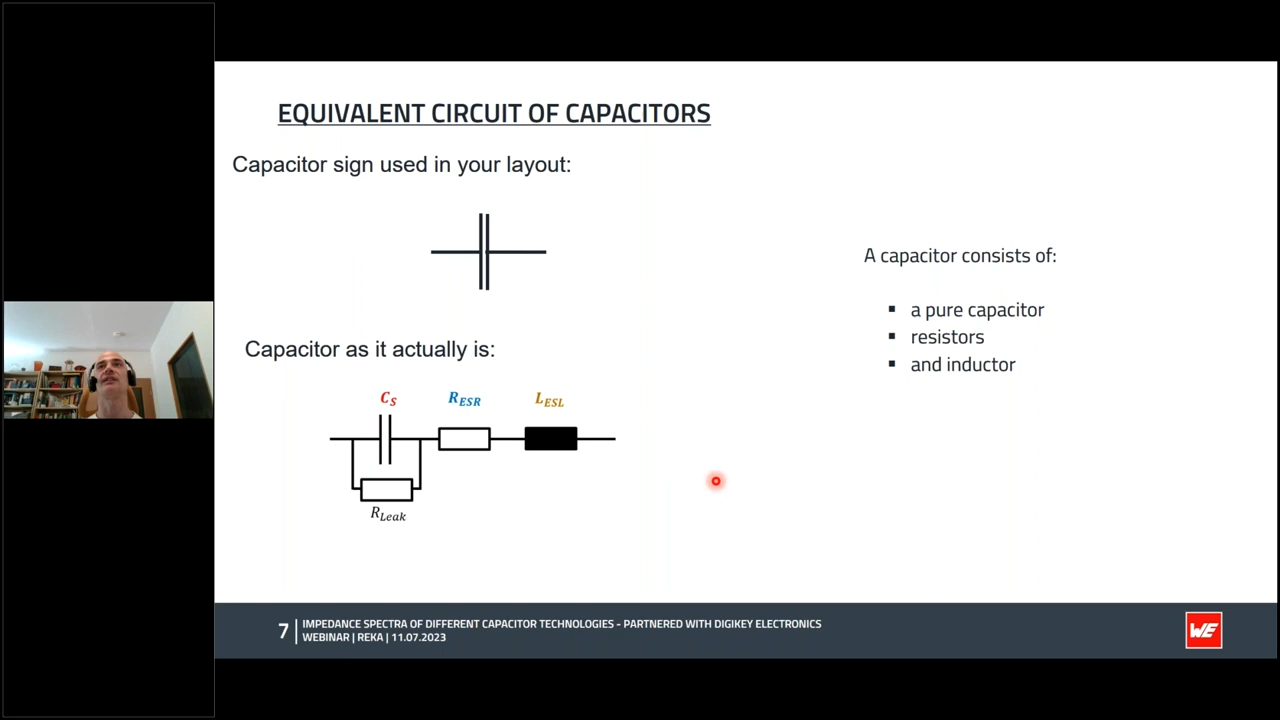 EQUIVALENT CIRCUIT OF CAPACITORS
Capacitor sign used in your layout:
Capacitor as it actually is:
C_S R_ESR L_ESL
R_Leak
A capacitor consists of:
▪ a pure capacitor
▪ resistors
▪ and inductor
7
IMPEDANCE SPECTRA OF DIFFERENT CAPACITOR TECHNOLOGIES - PARTNERED WITH DIGIKEY ELECTRONICS
WEBINAR | REKA | 11.07.2023
WE